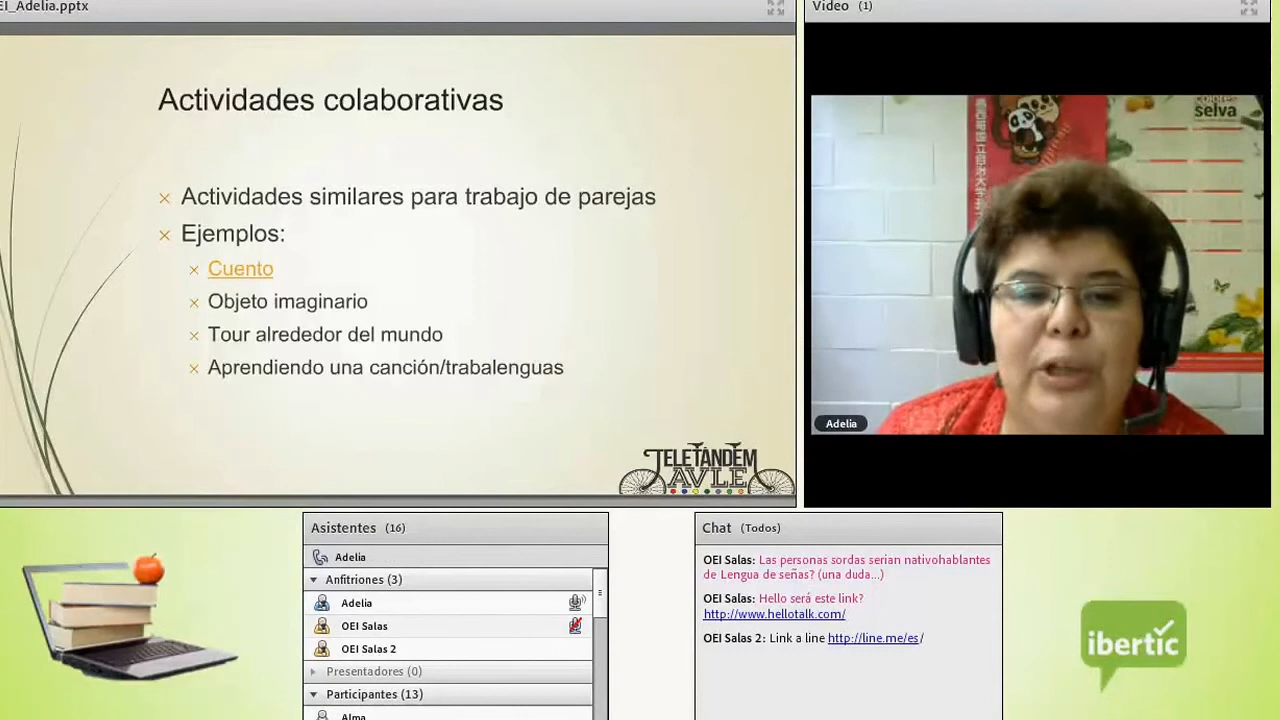 EI_Adelia.pptx
Actividades colaborativas
Actividades similares para trabajo de parejas
Ejemplos:
Cuento
Objeto imaginario
Tour alrededor del mundo
Aprendiendo una canción/trabalenguas
TELETÁNDEM
AVLE
Video (1)
selva
Adelia
Asistentes (16)
Adelia
Anfitriones (3)
Adelia
OEI Salas
OEI Salas 2
Presentadores (0)
Participantes (13)
Alma
Chat (Todos)
OEI Salas: Las personas sordas serian nativohablantes
de Lengua de señas? (una duda...)
OEI Salas: Hello será este link?
http://www.hellotalk.com/
OEI Salas 2: Link a line http://line.me/es/
ibertic